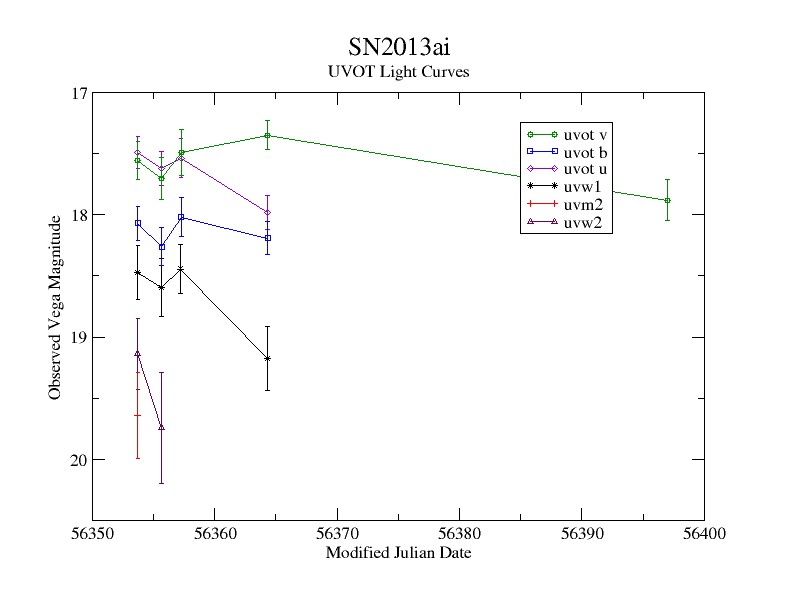 SN2013ai
UVOT Light Curves
17
18
19
20
Observed Vega Magnitude
uvot v
uvot b
uvot u
uvw1
uvm2
uvw2
56350 56360 56370 56380 56390 56400
Modified Julian Date